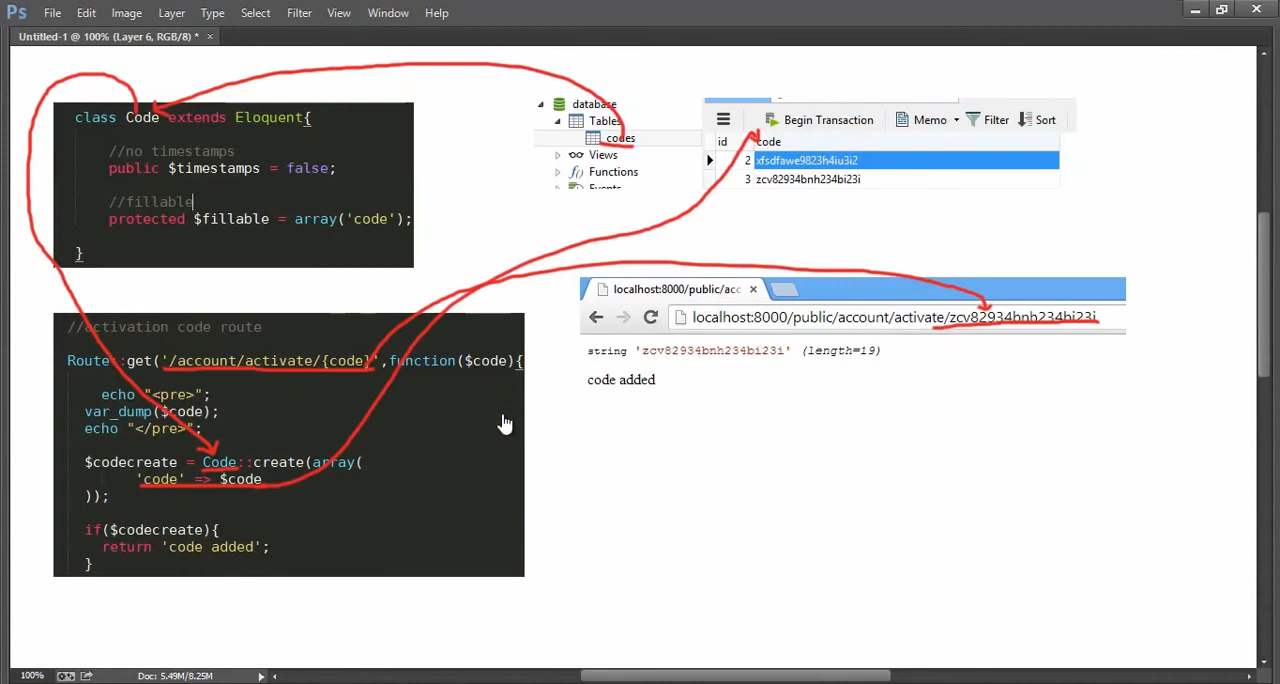 Ps File Edit Image Layer Type Select Filter View Window Help
Untitled-1 @ 100% (Layer 6, RGB/8) * ×
class Code extends Eloquent{
//no timestamps
public $timestamps = false;
//fillable
protected $fillable = array('code');
}
database
Tables
codes
Views
Functions
Events
Begin Transaction Memo Filter Sort
id code
2 xfsdfawe9823h4iu3i2
3 zcv82934bnh234bi23i
//activation code route
Route::get('/account/activate/{code}',function($code){
echo "<pre>";
var_dump($code);
echo "</pre>";
$codecreate = Code::create(array(
'code' => $code
));
if($codecreate){
return 'code added';
}
localhost:8000/public/acc ×
localhost:8000/public/account/activate/zcv82934bnh234bi23i
string 'zcv82934bnh234bi23i' (length=19)
code added
100% Doc: 5.49M/8.25M